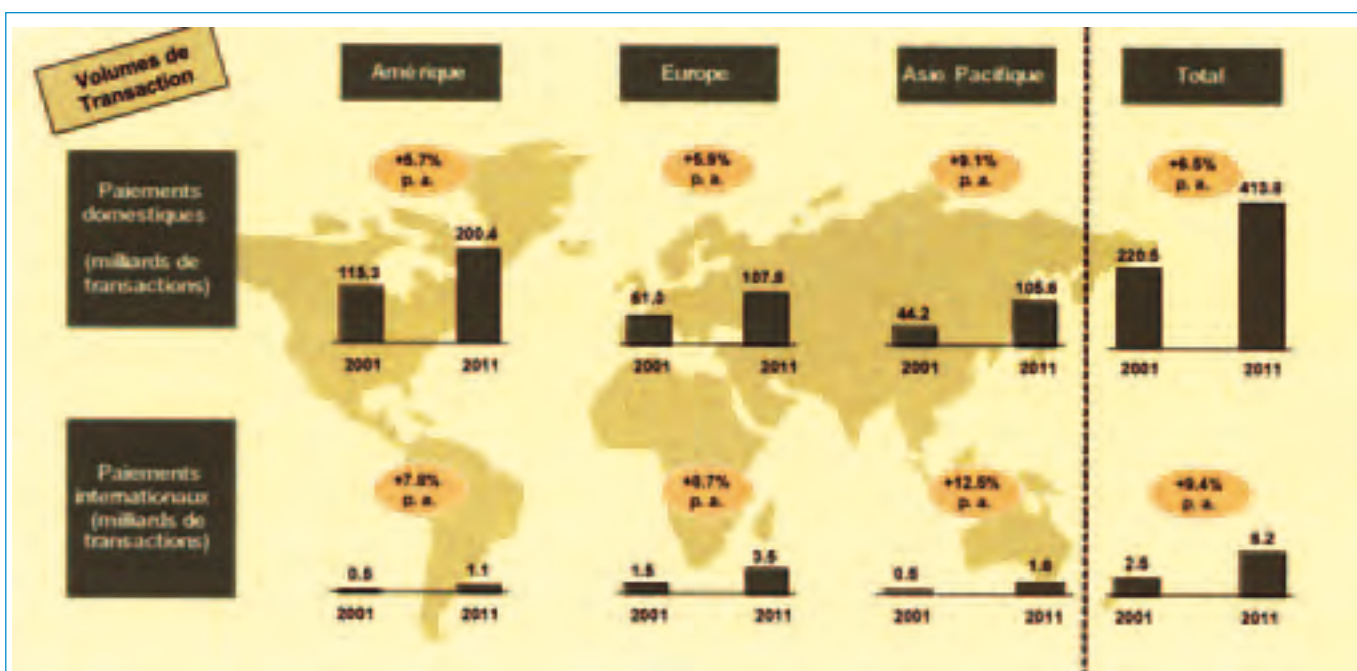 Volumes de
Transaction
Amérique
Europe
Asie Pacifique
Total
Paiements
domestiques
(milliards de
transactions)
+5.7%
p. a.
115.3
200.4
2001
2011
+5.9%
p. a.
61.0
107.8
2001
2011
+9.1%
p. a.
44.2
105.6
2001
2011
+6.5%
p. a.
220.5
413.8
2001
2011
Paiements
internationaux
(milliards de
transactions)
+7.8%
p. a.
0.5
1.1
2001
2011
+8.7%
p. a.
1.5
3.5
2001
2011
+12.5%
p. a.
0.5
1.6
2001
2011
+9.4%
p. a.
2.5
6.2
2001
2011